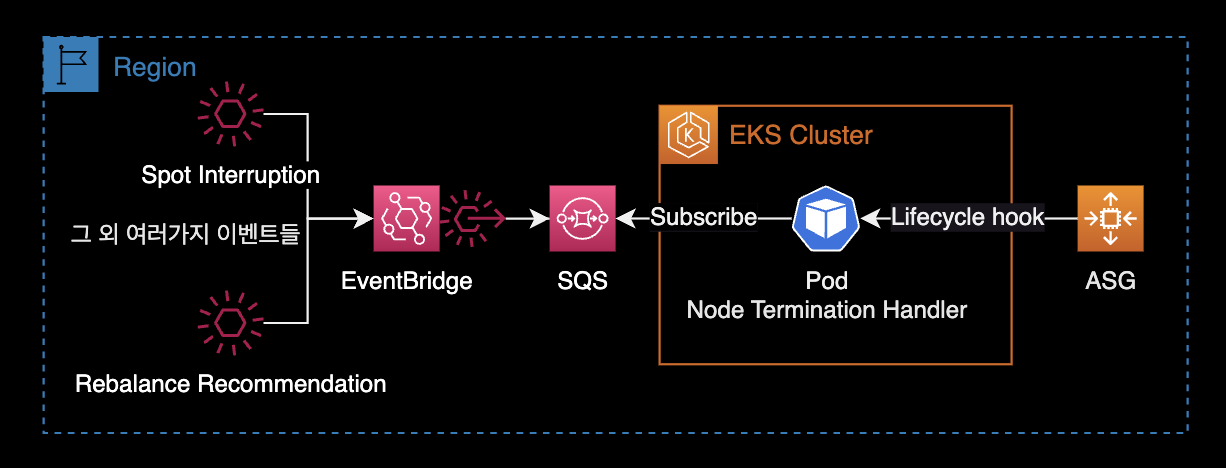 Region
Spot Interruption
그 외 여러가지 이벤트들
Rebalance Recommendation
EventBridge
SQS
EKS Cluster
K
Subscribe
Pod
Node Termination Handler
Lifecycle hook
ASG